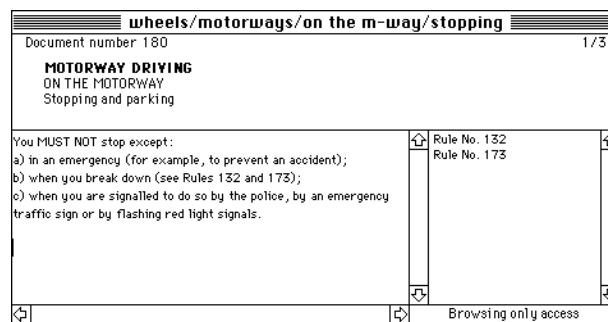 wheels/motorways/on the m-way/stopping
Document number 180
1/3
MOTORWAY DRIVING
ON THE MOTORWAY
Stopping and parking
You MUST NOT stop except:
a) in an emergency (for example, to prevent an accident);
b) when you break down (see Rules 132 and 173);
c) when you are signalled to do so by the police, by an emergency
traffic sign or by flashing red light signals.
Rule No. 132
Rule No. 173
Browsing only access